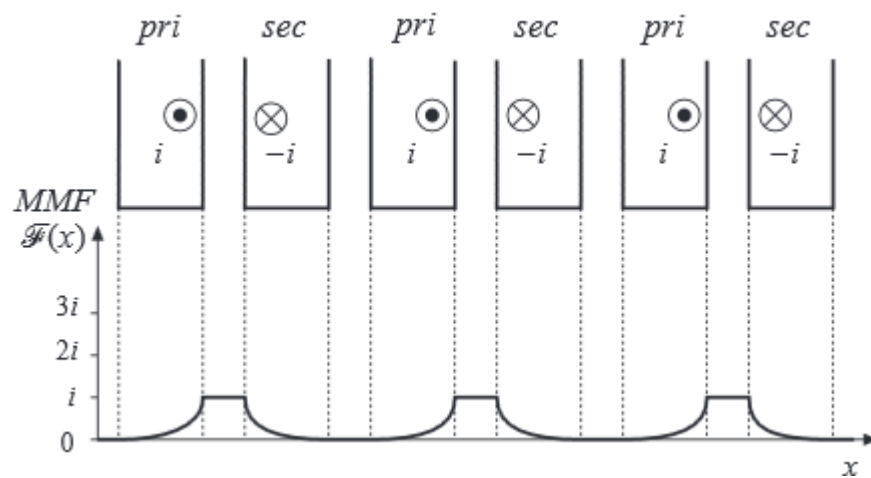 pri sec pri sec pri sec
i −i i −i i −i
MMF
ℱ(x)
3i
2i
i
0
x